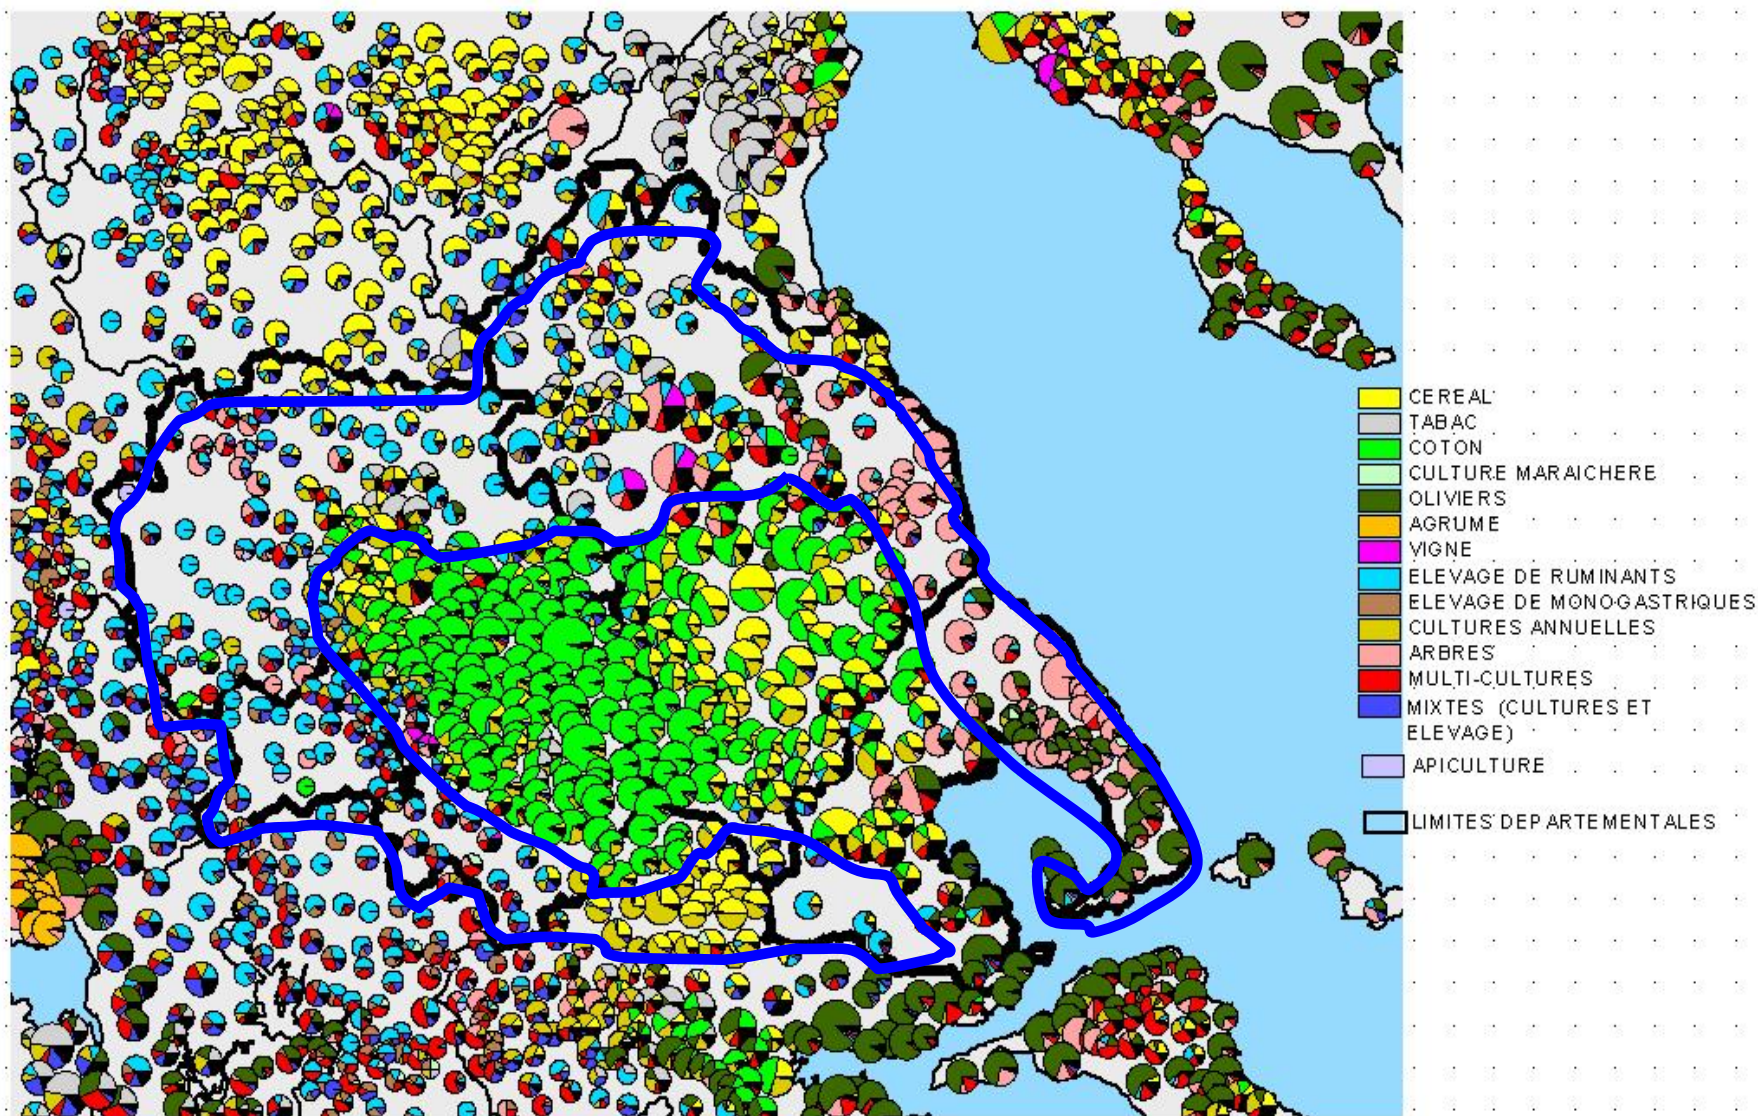 CEREAL
TABAC
COTON
CULTURE MARAICHERE
OLIVIERS
AGRUME
VIGNE
ELEVAGE DE RUMINANTS
ELEVAGE DE MONOGASTRIQUES
CULTURES ANNUELLES
ARBRES
MULTI-CULTURES
MIXTES (CULTURES ET
ELEVAGE)
APICULTURE
LIMITES DEPARTEMENTALES